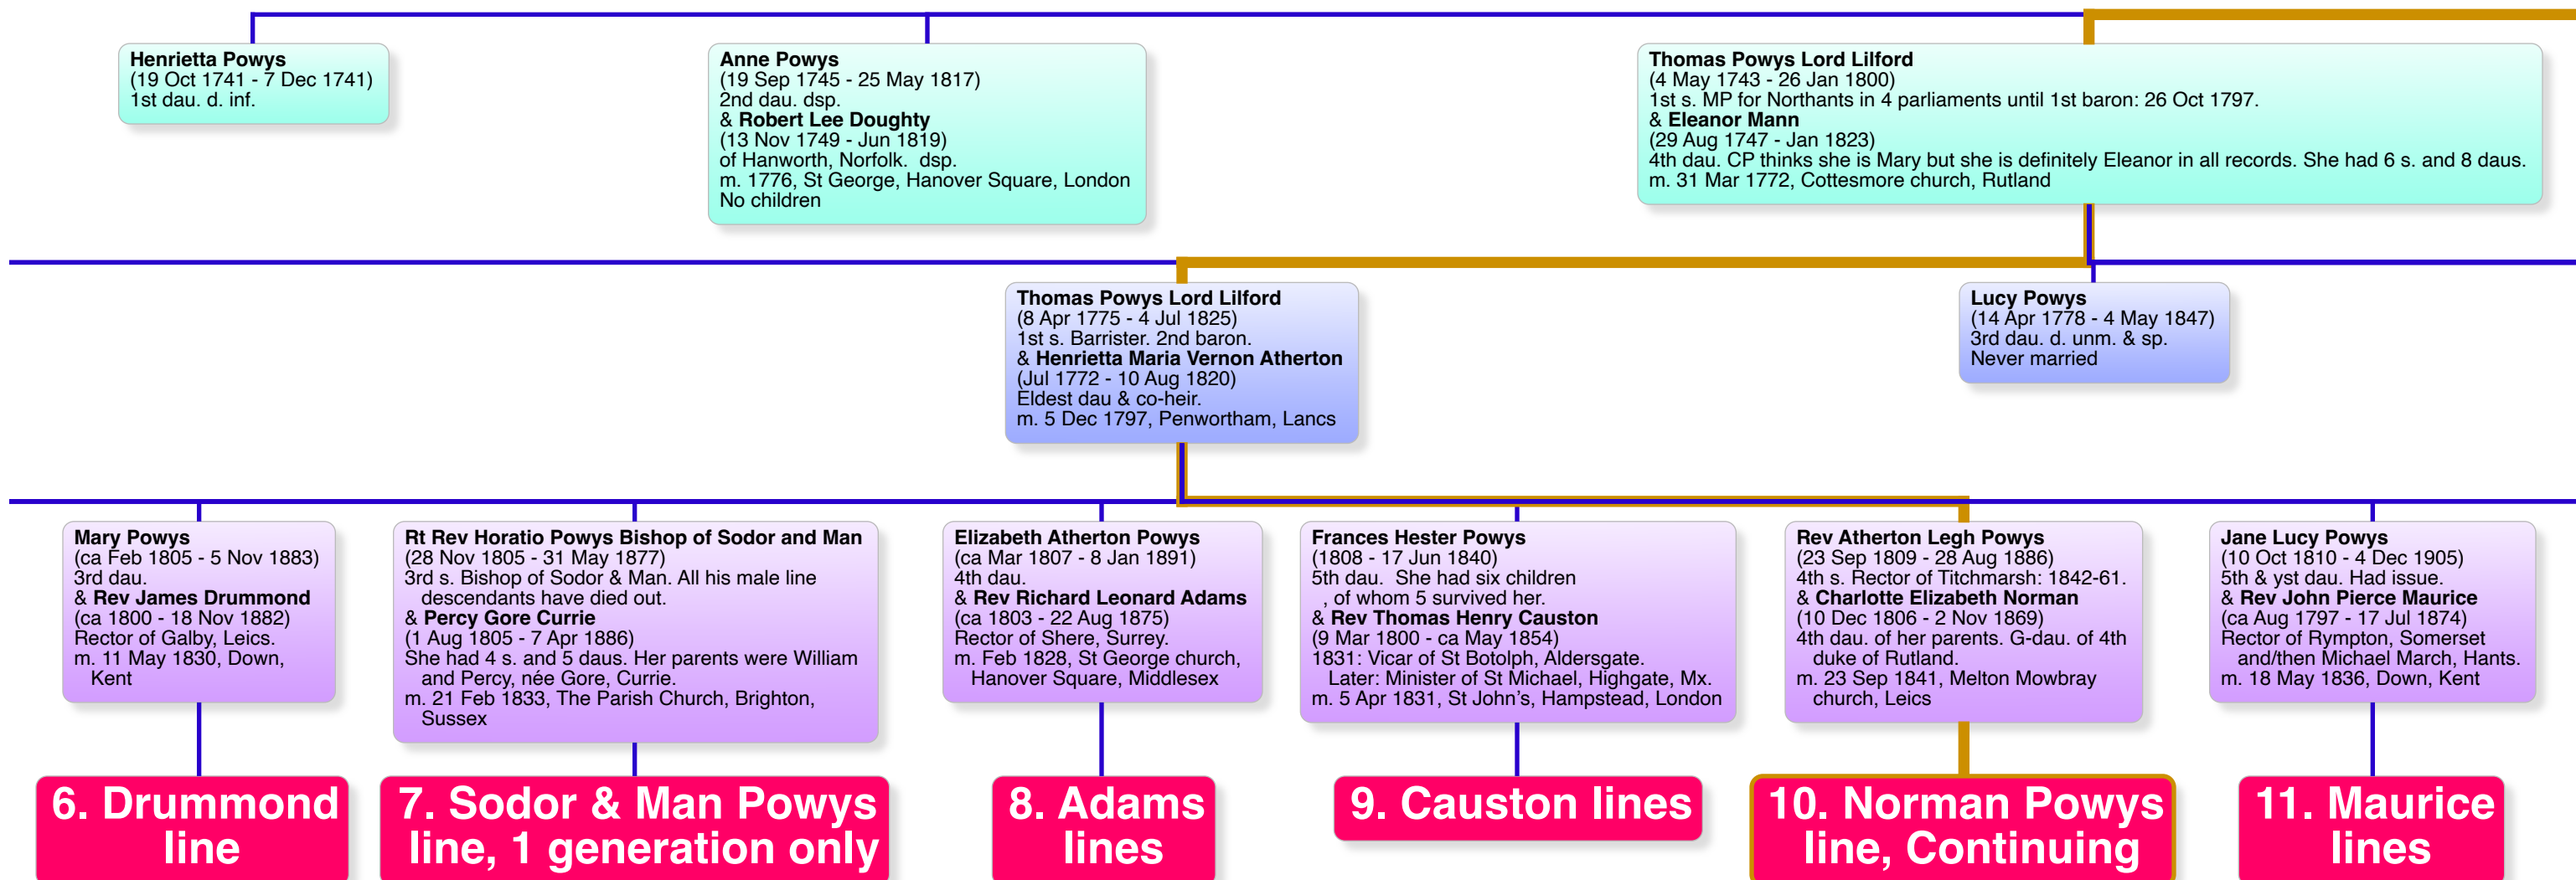 Henrietta Powys
(19 Oct 1741 - 7 Dec 1741)
1st dau. d. inf.
Anne Powys
(19 Sep 1745 - 25 May 1817)
2nd dau. dsp.
& Robert Lee Doughty
(13 Nov 1749 - Jun 1819)
of Hanworth, Norfolk.  dsp.
m. 1776, St George, Hanover Square, London
No children
Thomas Powys Lord Lilford
(4 May 1743 - 26 Jan 1800)
1st s. MP for Northants in 4 parliaments until 1st baron: 26 Oct 1797.
& Eleanor Mann
(29 Aug 1747 - Jan 1823)
4th dau. CP thinks she is Mary but she is definitely Eleanor in all records. She had 6 s. and 8 daus.
m. 31 Mar 1772, Cottesmore church, Rutland
Thomas Powys Lord Lilford
(8 Apr 1775 - 4 Jul 1825)
1st s. Barrister. 2nd baron.
& Henrietta Maria Vernon Atherton
(Jul 1772 - 10 Aug 1820)
Eldest dau & co-heir.
m. 5 Dec 1797, Penwortham, Lancs
Lucy Powys
(14 Apr 1778 - 4 May 1847)
3rd dau. d. unm. & sp.
Never married
Mary Powys
(ca Feb 1805 - 5 Nov 1883)
3rd dau.
& Rev James Drummond
(ca 1800 - 18 Nov 1882)
Rector of Galby, Leics.
m. 11 May 1830, Down,
Kent
Rt Rev Horatio Powys Bishop of Sodor and Man
(28 Nov 1805 - 31 May 1877)
3rd s. Bishop of Sodor & Man. All his male line
descendants have died out.
& Percy Gore Currie
(1 Aug 1805 - 7 Apr 1886)
She had 4 s. and 5 daus. Her parents were William
and Percy, née Gore, Currie.
m. 21 Feb 1833, The Parish Church, Brighton,
Sussex
Elizabeth Atherton Powys
(ca Mar 1807 - 8 Jan 1891)
4th dau.
& Rev Richard Leonard Adams
(ca 1803 - 22 Aug 1875)
Rector of Shere, Surrey.
m. Feb 1828, St George church,
Hanover Square, Middlesex
Frances Hester Powys
(1808 - 17 Jun 1840)
5th dau.  She had six children
, of whom 5 survived her.
& Rev Thomas Henry Causton
(9 Mar 1800 - ca May 1854)
1831: Vicar of St Botolph, Aldersgate.
Later: Minister of St Michael, Highgate, Mx.
m. 5 Apr 1831, St John's, Hampstead, London
Rev Atherton Legh Powys
(23 Sep 1809 - 28 Aug 1886)
4th s. Rector of Titchmarsh: 1842-61.
& Charlotte Elizabeth Norman
(10 Dec 1806 - 2 Nov 1869)
4th dau. of her parents. G-dau. of 4th
duke of Rutland.
m. 23 Sep 1841, Melton Mowbray
church, Leics
Jane Lucy Powys
(10 Oct 1810 - 4 Dec 1905)
5th & yst dau. Had issue.
& Rev John Pierce Maurice
(ca Aug 1797 - 17 Jul 1874)
Rector of Rympton, Somerset
and/then Michael March, Hants.
m. 18 May 1836, Down, Kent
6. Drummond
line
7. Sodor & Man Powys
line, 1 generation only
8. Adams
lines
9. Causton lines
10. Norman Powys
line, Continuing
11. Maurice
lines